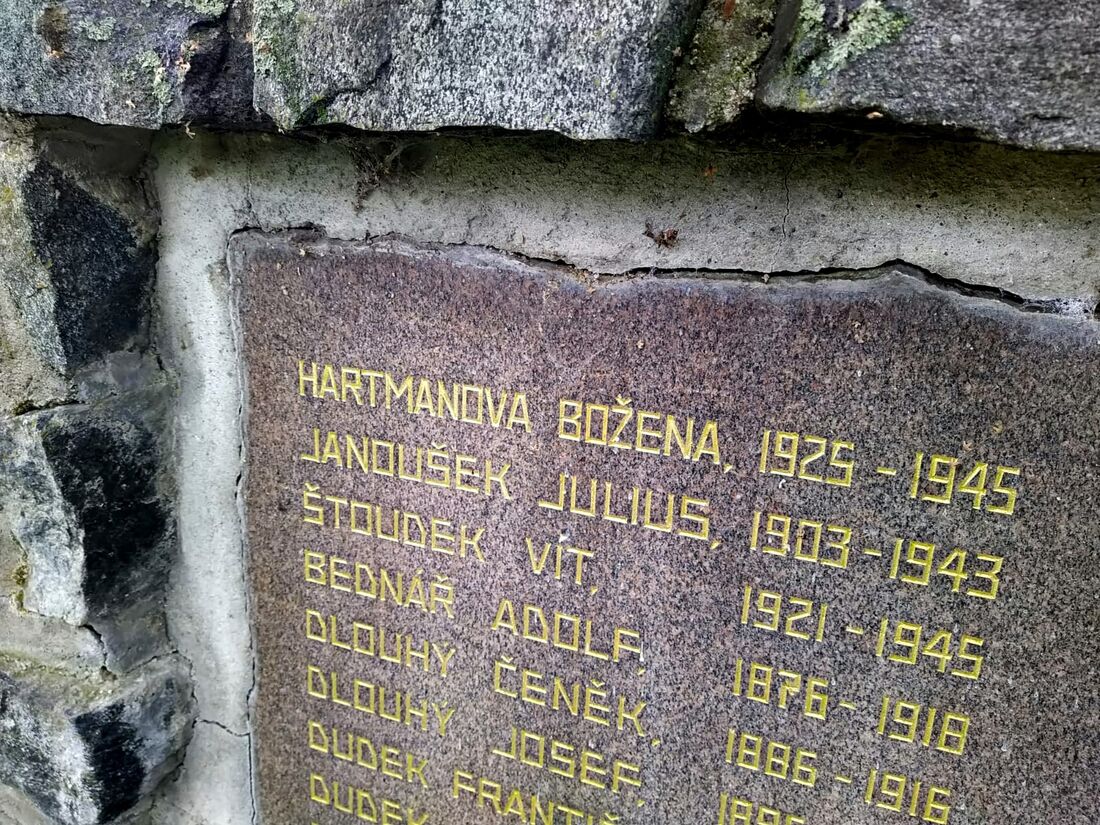 HARTMANOVA BOŽENA, 1925 - 1945
JANOUŠEK JULIUS, 1903 - 1943
ŠTOUDEK VÍT, 1921 - 1945
BEDNÁŘ ADOLF, 1876 - 1918
DLOUHÝ ČENĚK, 1886 - 1916
DLOUHÝ JOSEF,
DUDEK
DUDEK